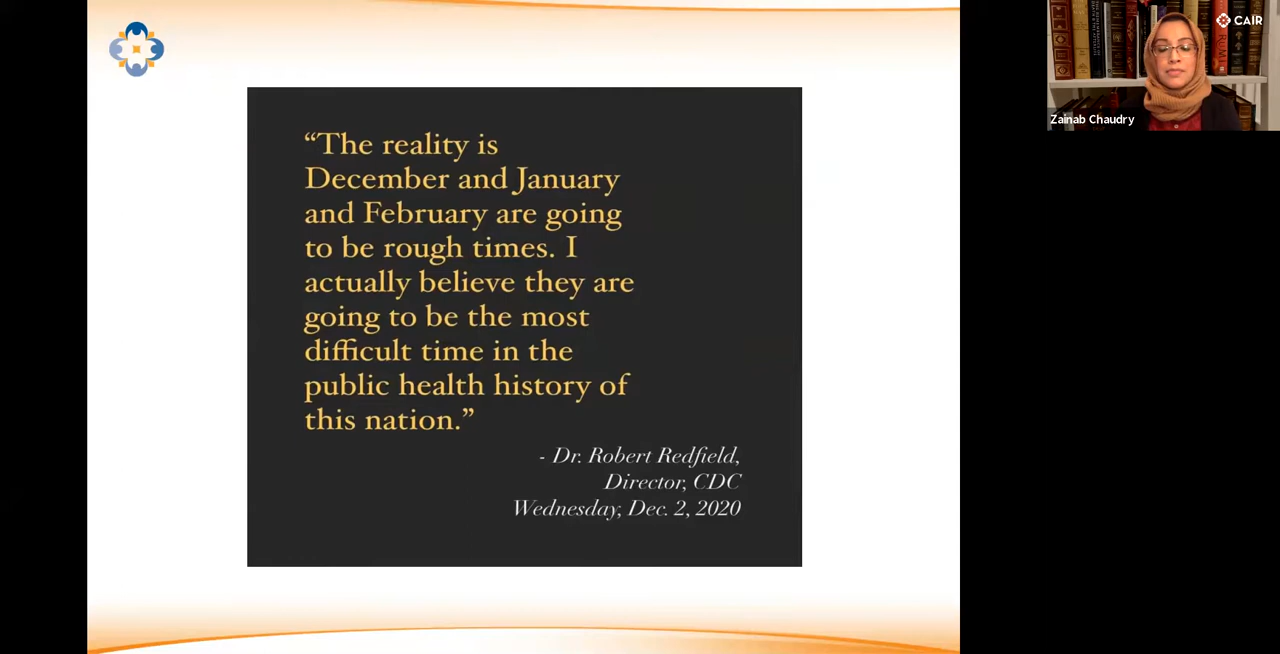 “The reality is
December and January
and February are going
to be rough times. I
actually believe they are
going to be the most
difficult time in the
public health history of
this nation.”
- Dr. Robert Redfield,
Director, CDC
Wednesday, Dec. 2, 2020
CAIR
RUMI
Zainab Chaudry